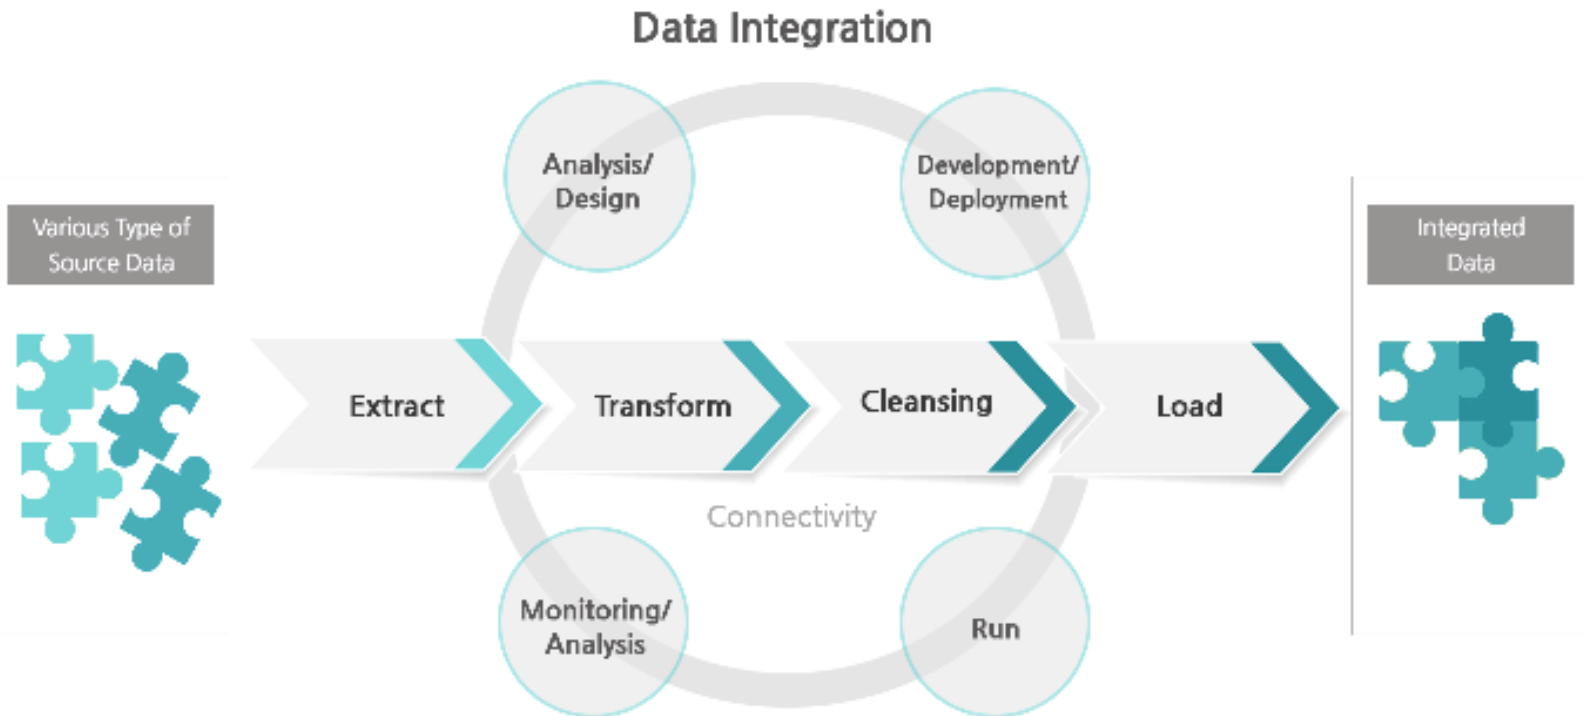 Data Integration
Analysis/
Design
Development/
Deployment
Various Type of
Source Data
Integrated
Data
Extract
Transform
Cleansing
Load
Connectivity
Monitoring/
Analysis
Run